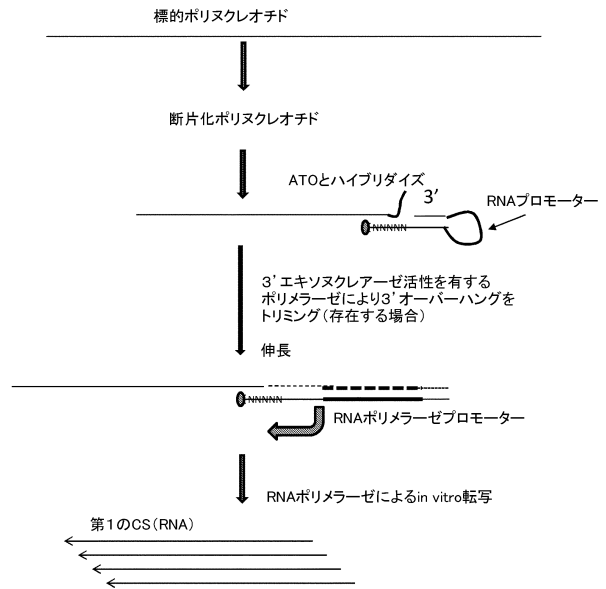 標的ポリヌクレオチド
断片化ポリヌクレオチド
ATOとハイブリダイズ
3'
RNAプロモーター
NNNNN
3'エキソヌクレアーゼ活性を有する
ポリメラーゼにより3'オーバーハングを
トリミング(存在する場合)
伸長
NNNNN
RNAポリメラーゼプロモーター
RNAポリメラーゼによるin vitro転写
第1のCS(RNA)